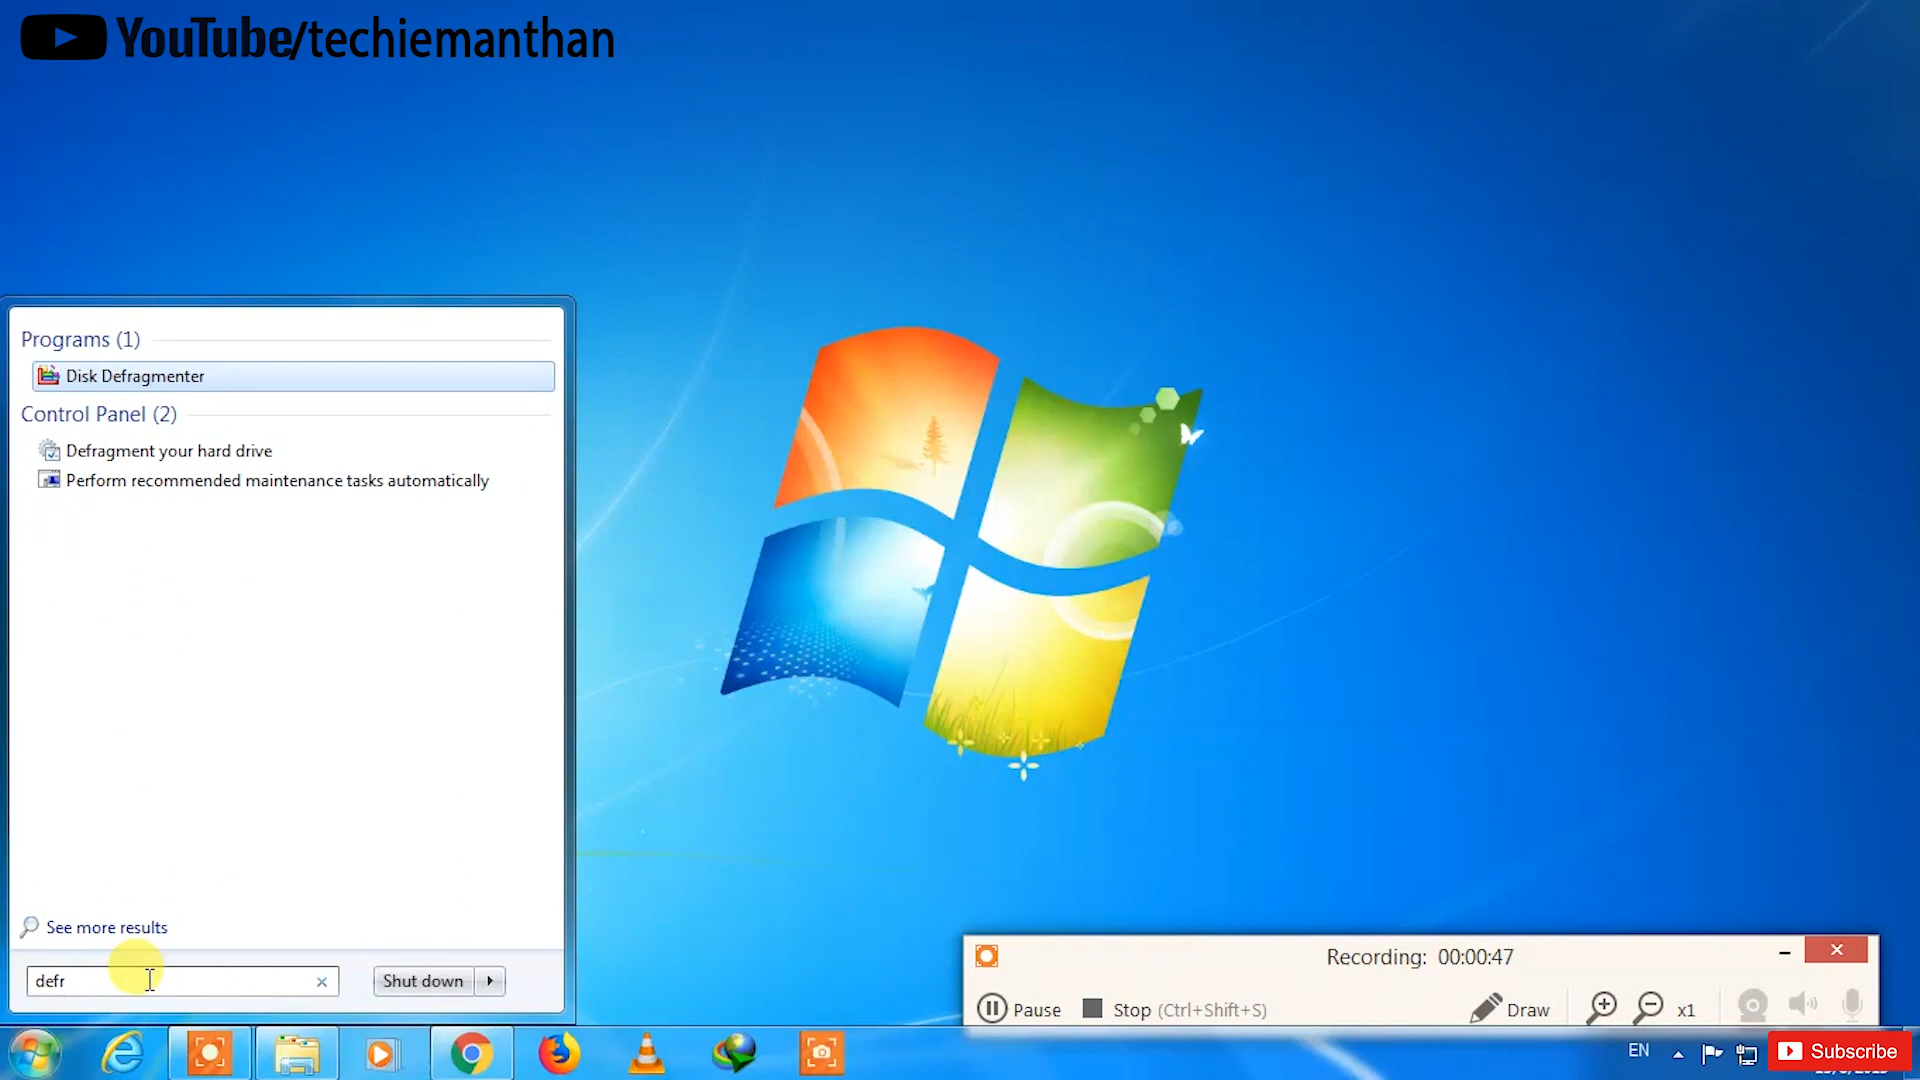 YouTube/techiemanthan
Programs (1)
Disk Defragmenter
Control Panel (2)
Defragment your hard drive
Perform recommended maintenance tasks automatically
See more results
defr
Shut down
Recording: 00:00:47
Pause
Stop (Ctrl+Shift+S)
Draw
x1
EN
Subscribe